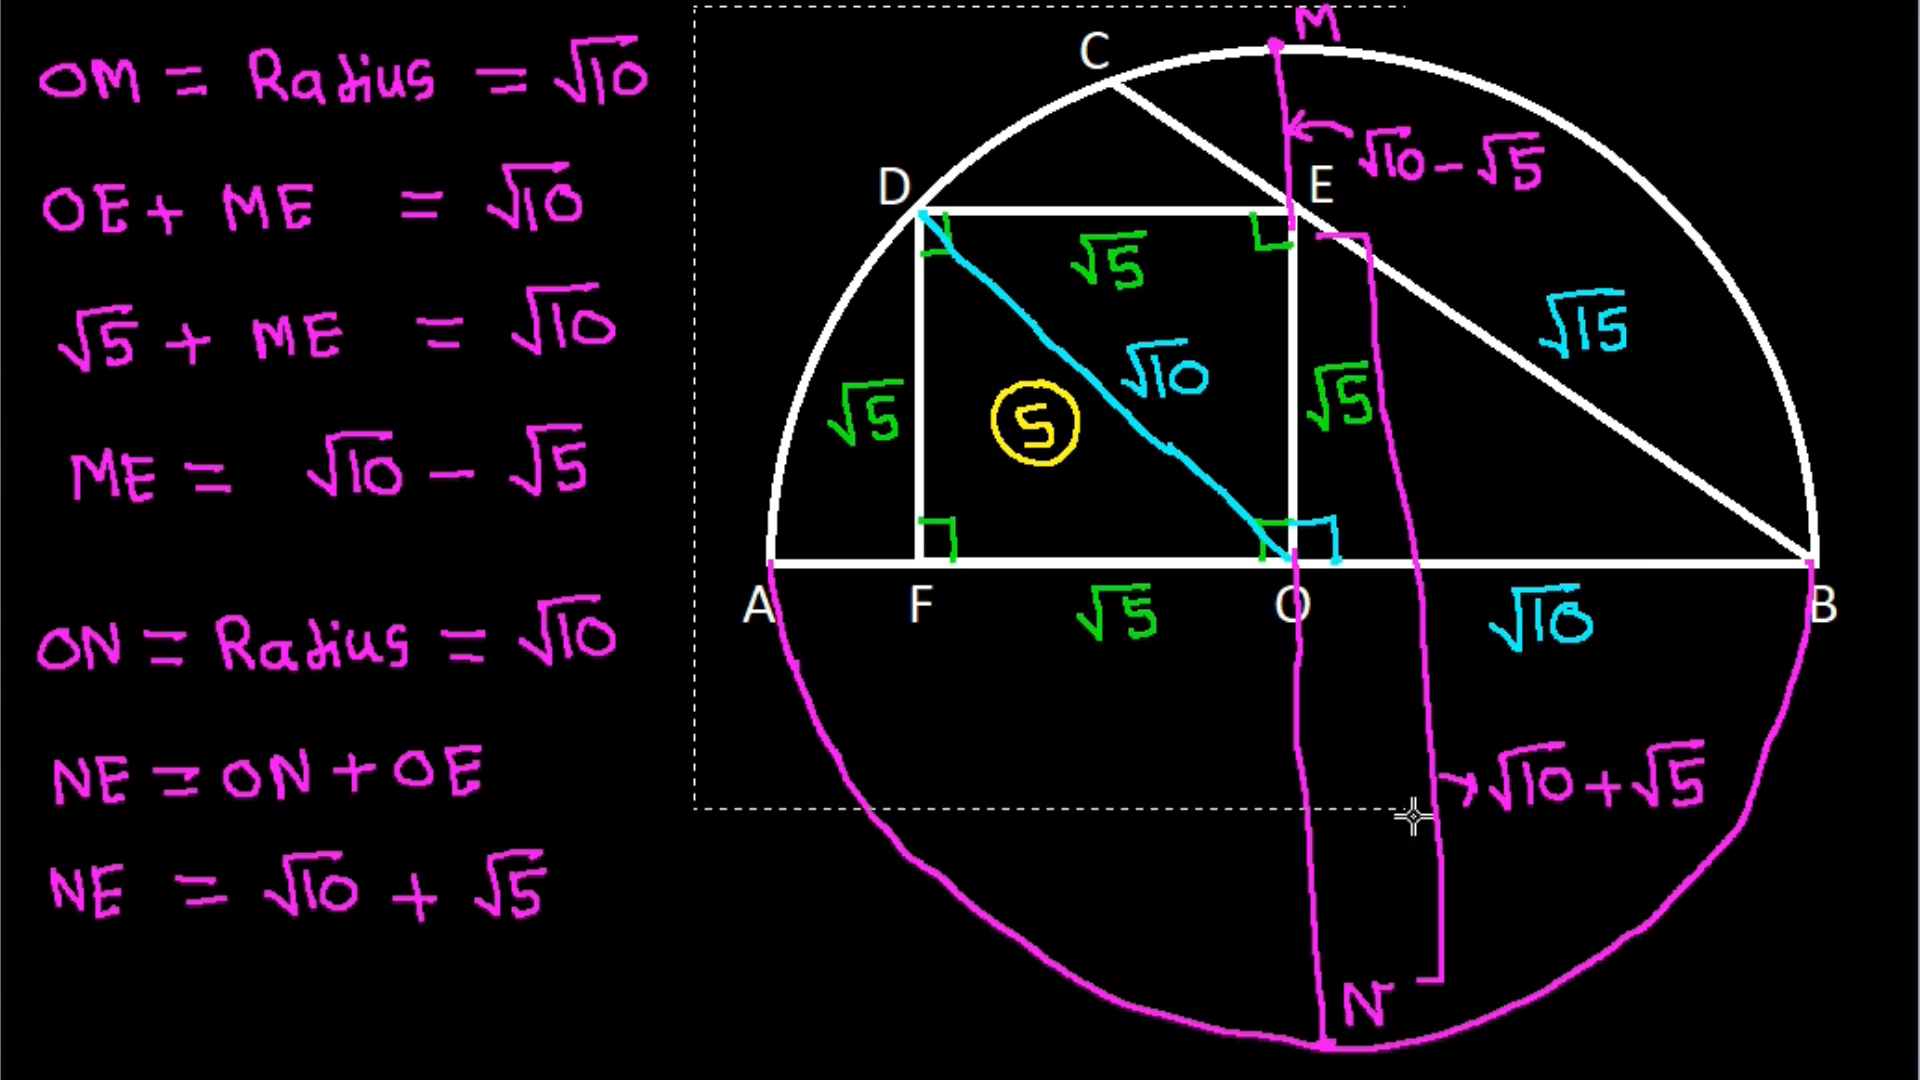 OM = Radius = √10
OE + ME = √10
√5 + ME = √10
ME = √10 - √5
ON = Radius = √10
NE = ON + OE
NE = √10 + √5
M
C
√10 - √5
D
E
√5
√15
√10
√5
5
√5
A
F
O
B
√5
√10
√10 + √5
N